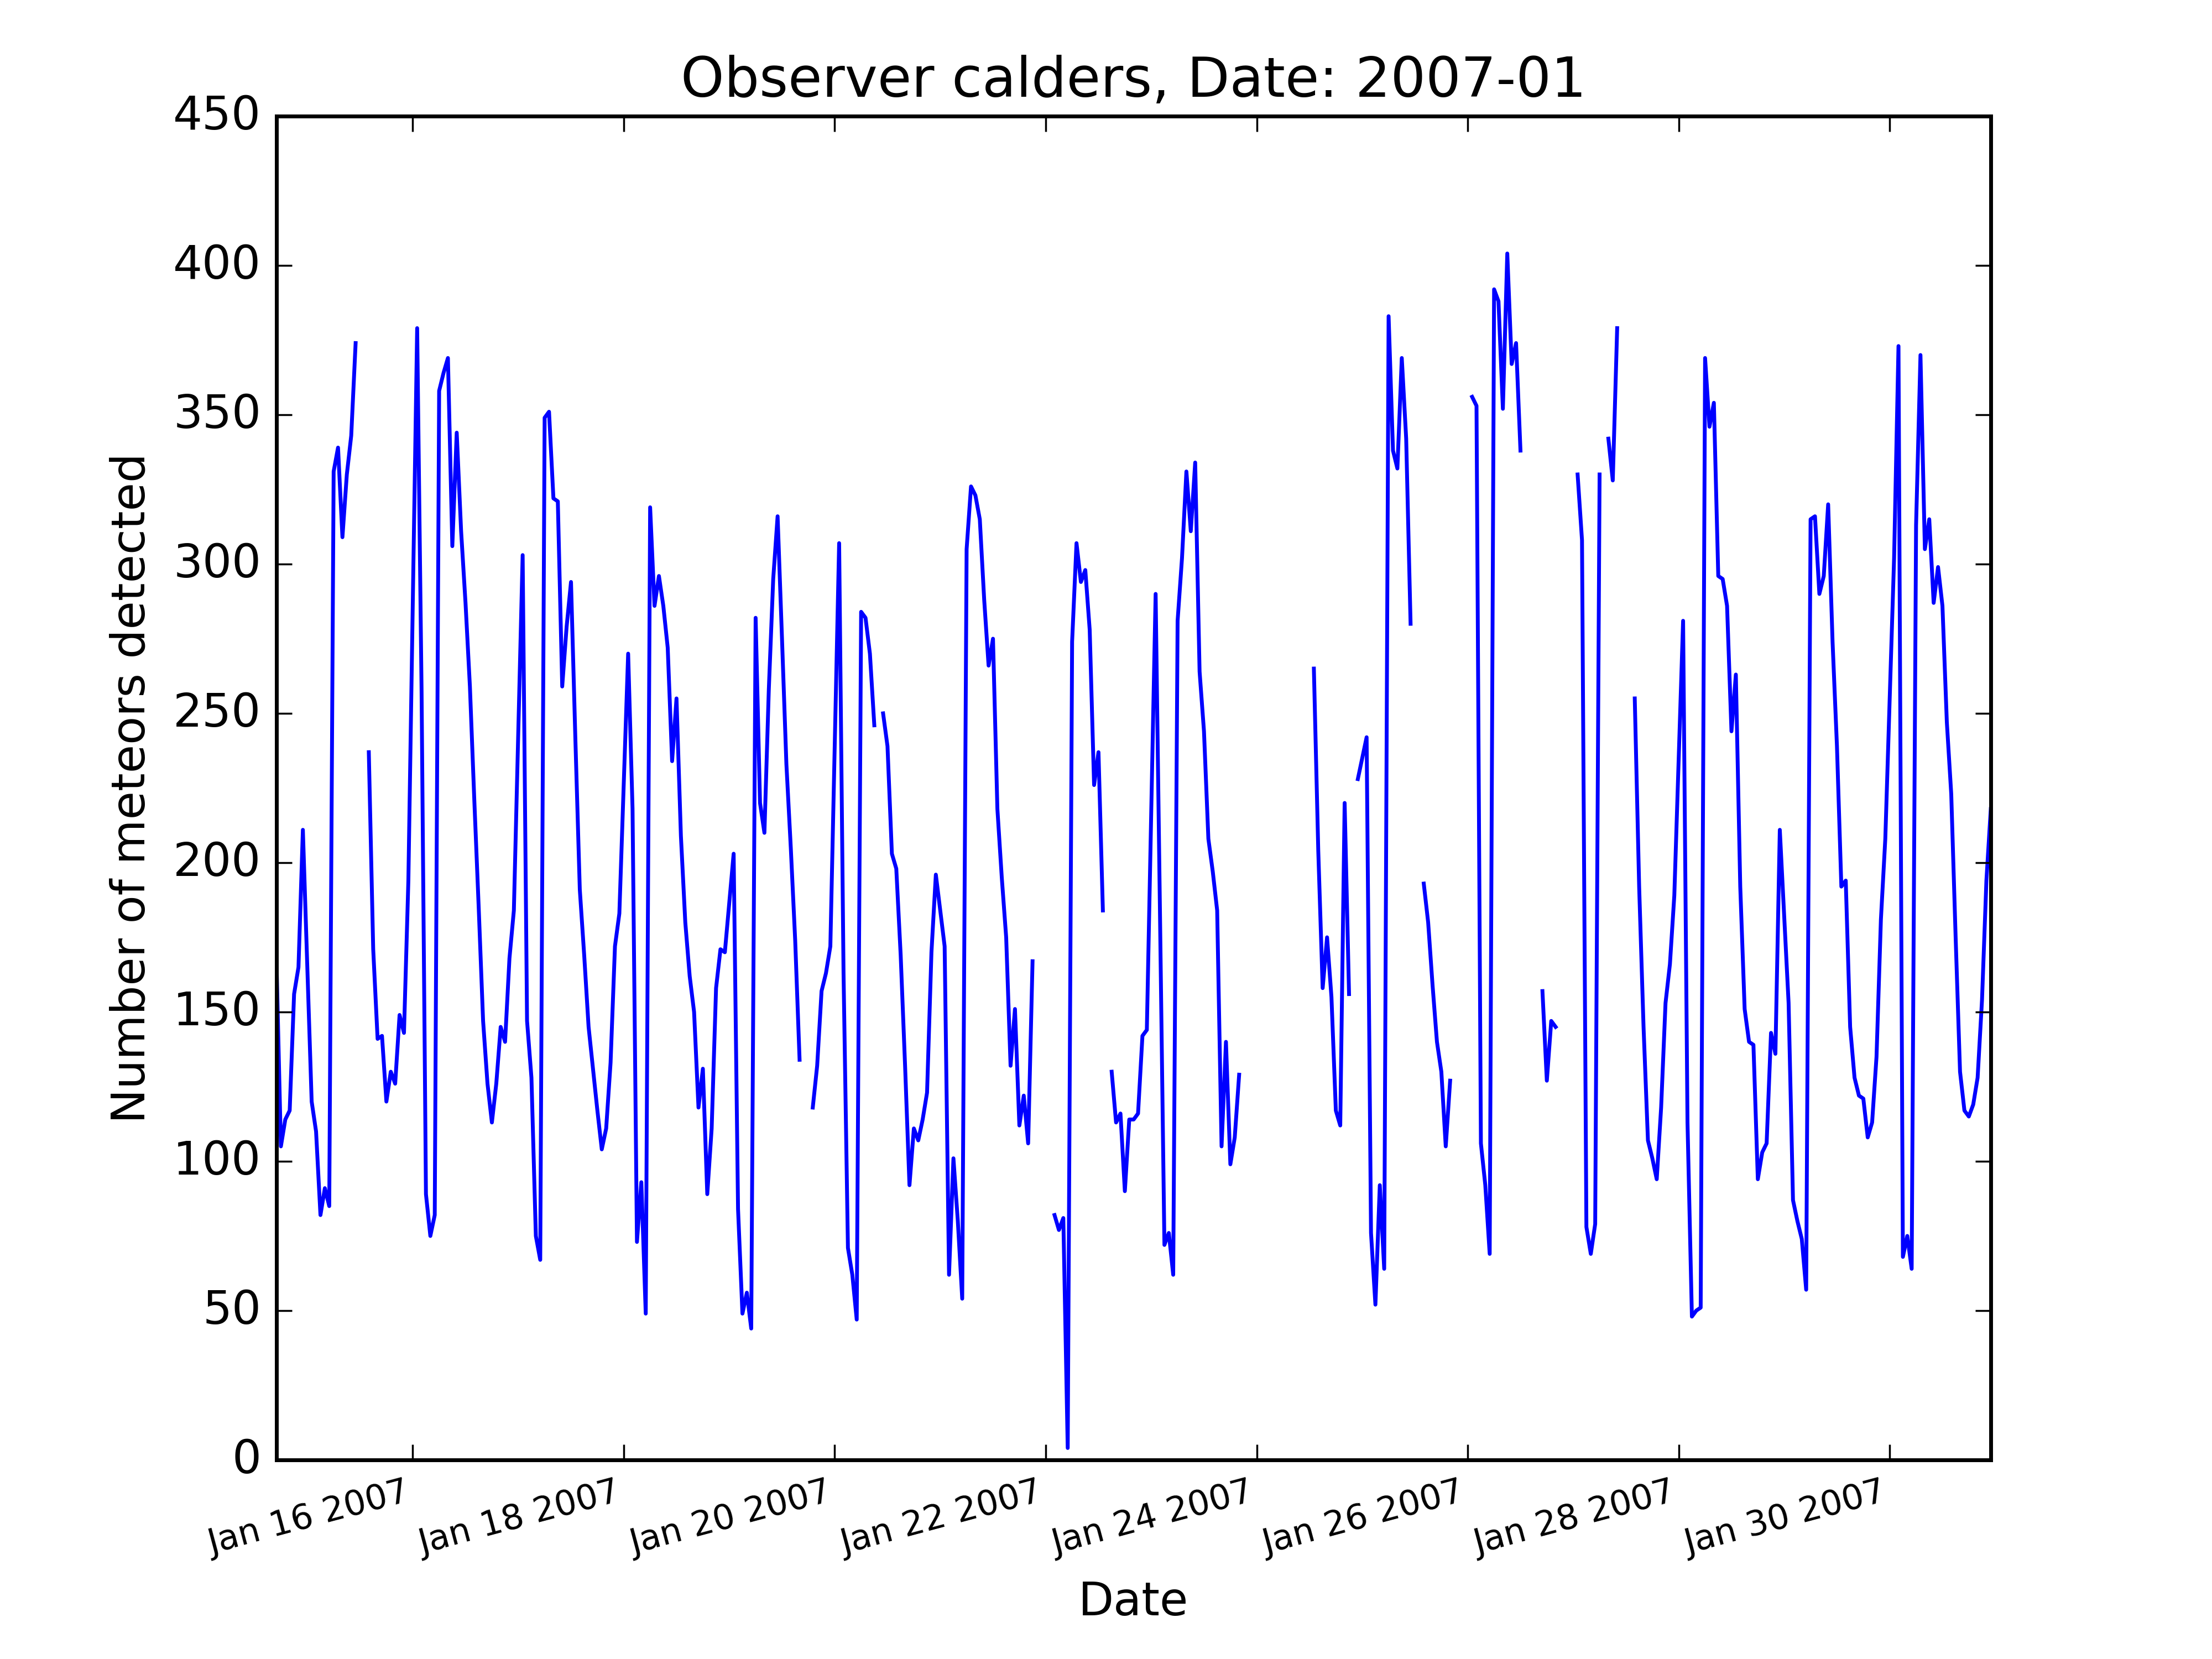 Observer calders, Date: 2007-01
450
400
350
300
250
200
150
100
50
0
Number of meteors detected
Jan 16 2007
Jan 18 2007
Jan 20 2007
Jan 22 2007
Jan 24 2007
Jan 26 2007
Jan 28 2007
Jan 30 2007
Date